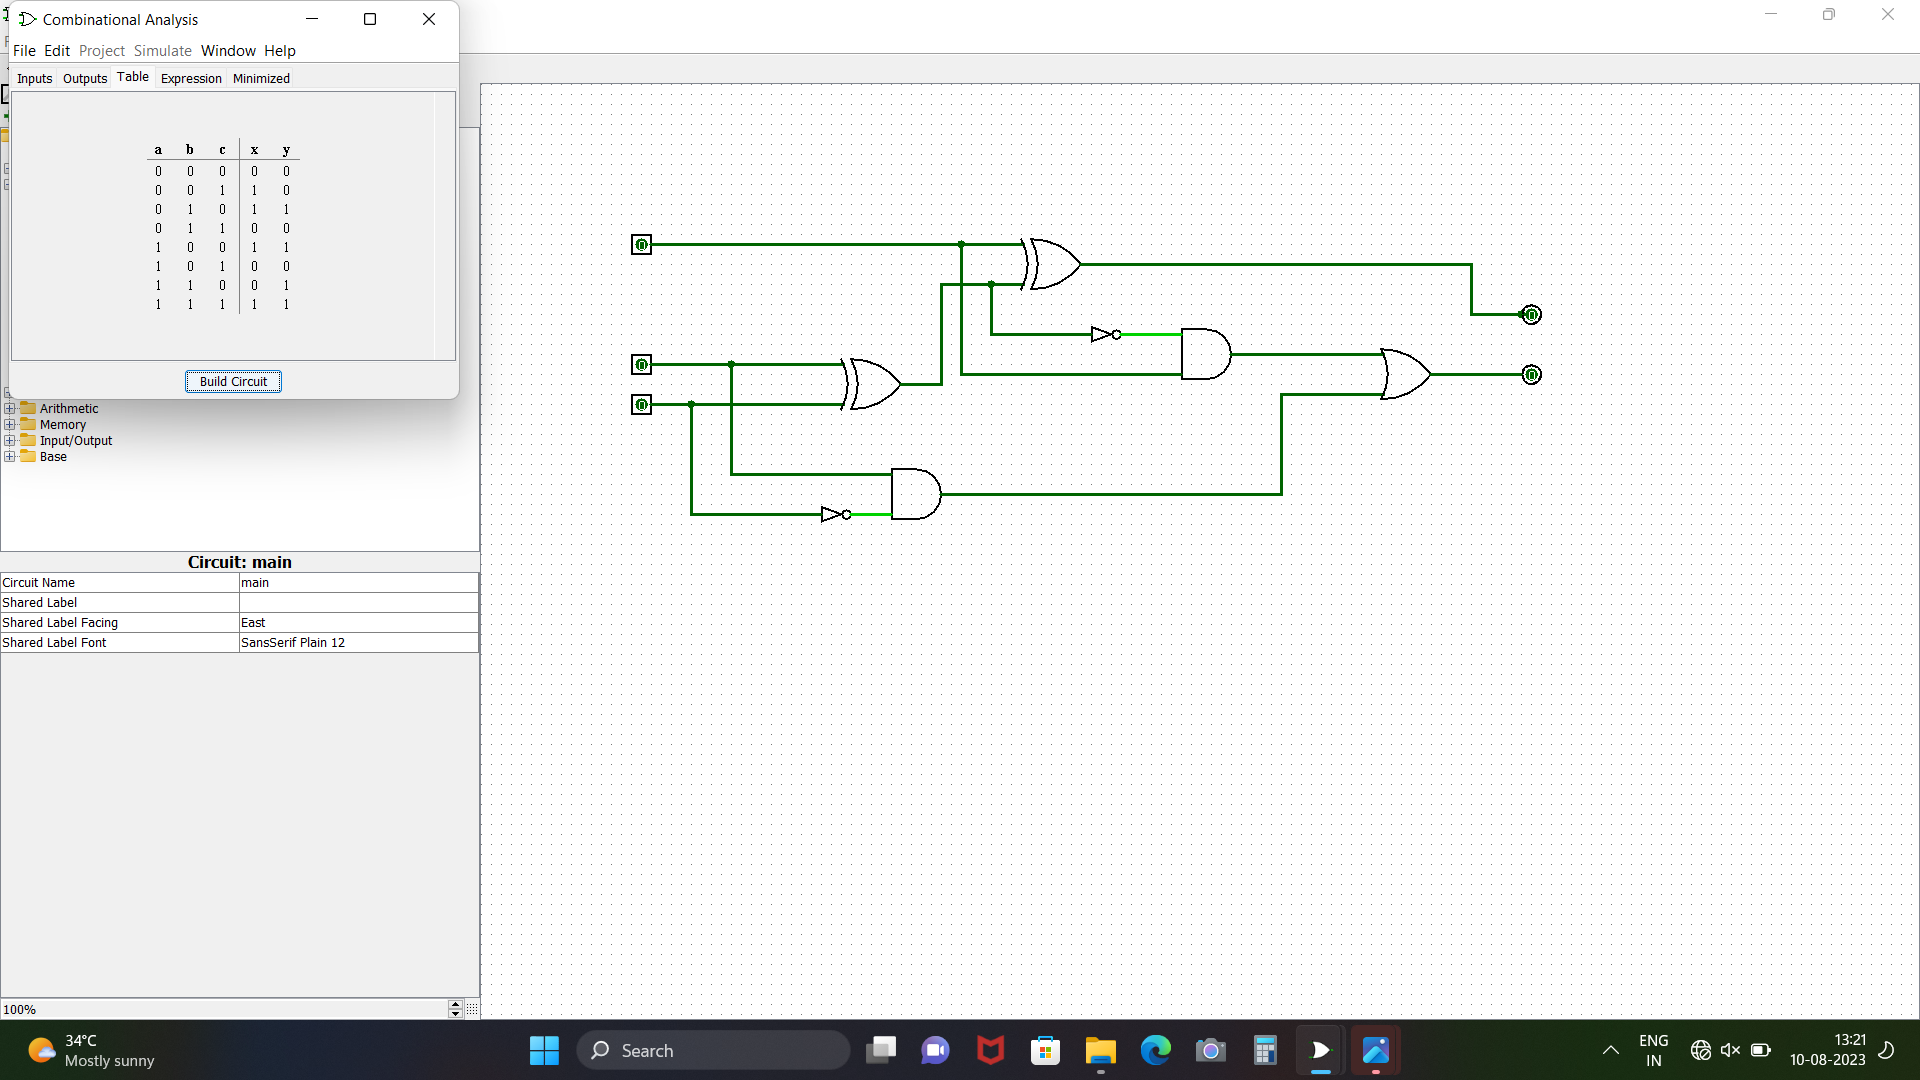 Combinational Analysis
File Edit Project Simulate Window Help
Inputs Outputs Table Expression Minimized
a b c x y
0 0 0 0 0
0 0 1 1 0
0 1 0 1 1
0 1 1 0 0
1 0 0 1 1
1 0 1 0 0
1 1 0 0 1
1 1 1 1 1
Build Circuit
Arithmetic
Memory
Input/Output
Base
Circuit: main
Circuit Name main
Shared Label
Shared Label Facing East
Shared Label Font SansSerif Plain 12
100%
34°C
Mostly sunny
Search
ENG
IN
13:21
10-08-2023